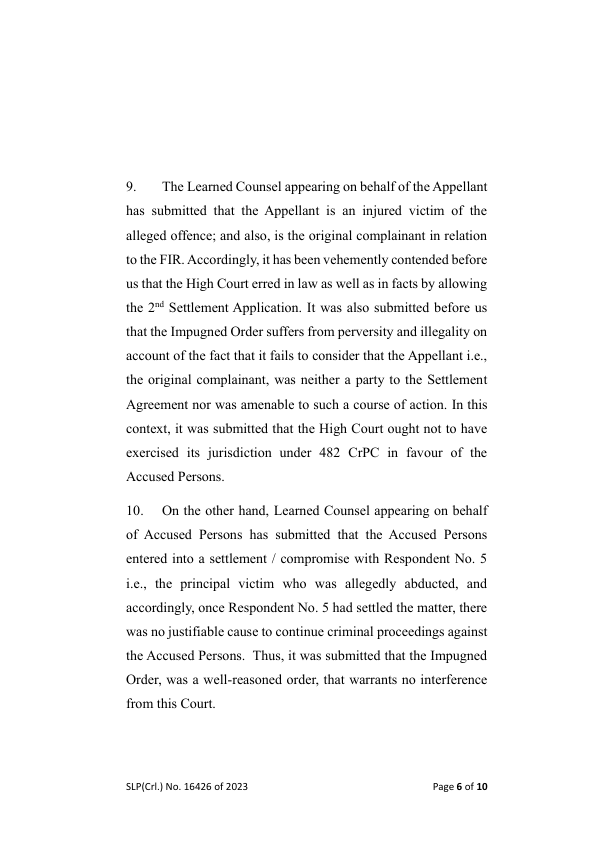 9. The Learned Counsel appearing on behalf of the Appellant
has submitted that the Appellant is an injured victim of the
alleged offence; and also, is the original complainant in relation
to the FIR. Accordingly, it has been vehemently contended before
us that the High Court erred in law as well as in facts by allowing
the 2nd Settlement Application. It was also submitted before us
that the Impugned Order suffers from perversity and illegality on
account of the fact that it fails to consider that the Appellant i.e.,
the original complainant, was neither a party to the Settlement
Agreement nor was amenable to such a course of action. In this
context, it was submitted that the High Court ought not to have
exercised its jurisdiction under 482 CrPC in favour of the
Accused Persons.
10. On the other hand, Learned Counsel appearing on behalf
of Accused Persons has submitted that the Accused Persons
entered into a settlement / compromise with Respondent No. 5
i.e., the principal victim who was allegedly abducted, and
accordingly, once Respondent No. 5 had settled the matter, there
was no justifiable cause to continue criminal proceedings against
the Accused Persons. Thus, it was submitted that the Impugned
Order, was a well-reasoned order, that warrants no interference
from this Court.
SLP(Crl.) No. 16426 of 2023 Page 6 of 10